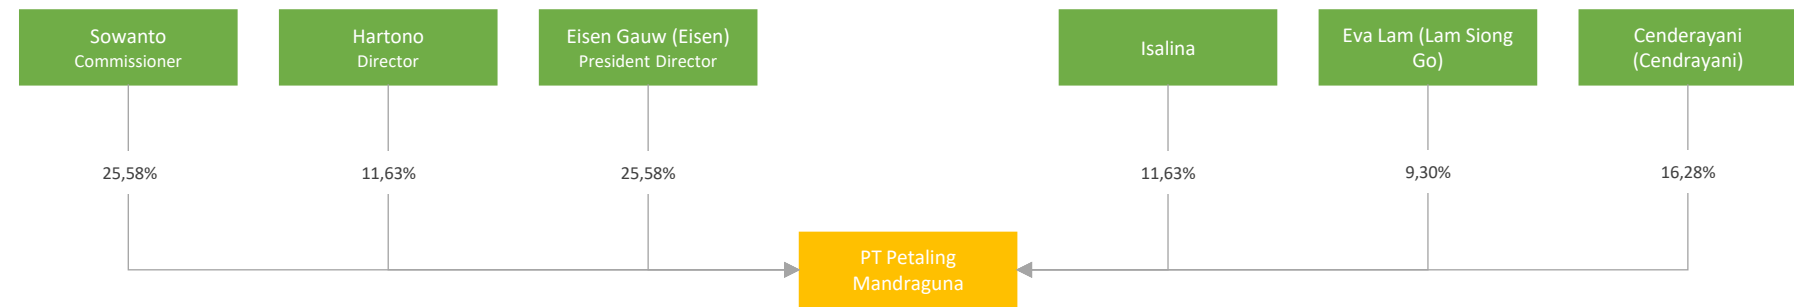 Sowanto
Commissioner
Hartono
Director
Eisen Gauw (Eisen)
President Director
Isalina
Eva Lam (Lam Siong
Go)
Cenderayani
(Cendrayani)
25,58%
11,63%
25,58%
11,63%
9,30%
16,28%
PT Petaling
Mandraguna